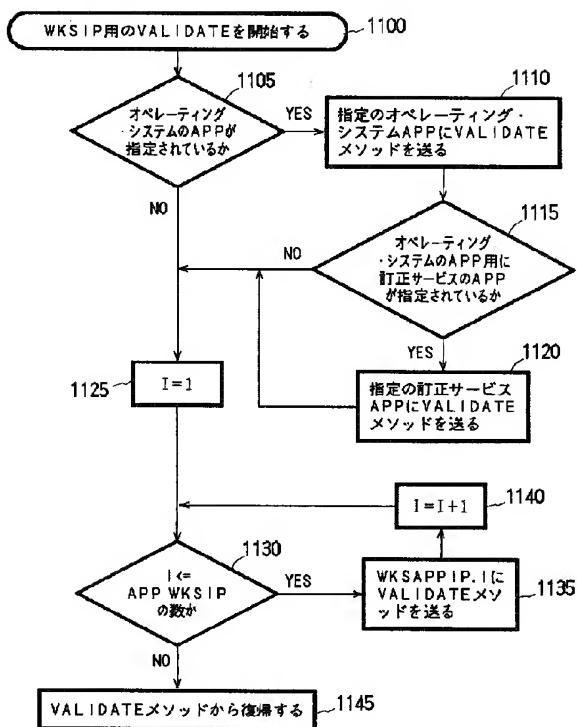 WKSIP用のVALIDATEを開始する
1100
1105
オペレーティング
・システムのAPPが
指定されているか
YES
1110
指定のオペレーティング・
システムAPPにVALIDATE
メソッドを送る
NO
1115
オペレーティング
・システムのAPP用に
訂正サービスのAPP
が指定されているか
NO
YES
1120
指定の訂正サービス
APPにVALIDATE
メソッドを送る
1125
I=1
1140
I=I+1
1130
I<=
APP WKSIP
の数か
YES
WKSAPPIP.Iに
VALIDATEメソ
ッドを送る
1135
NO
VALIDATEメソッドから復帰する
1145